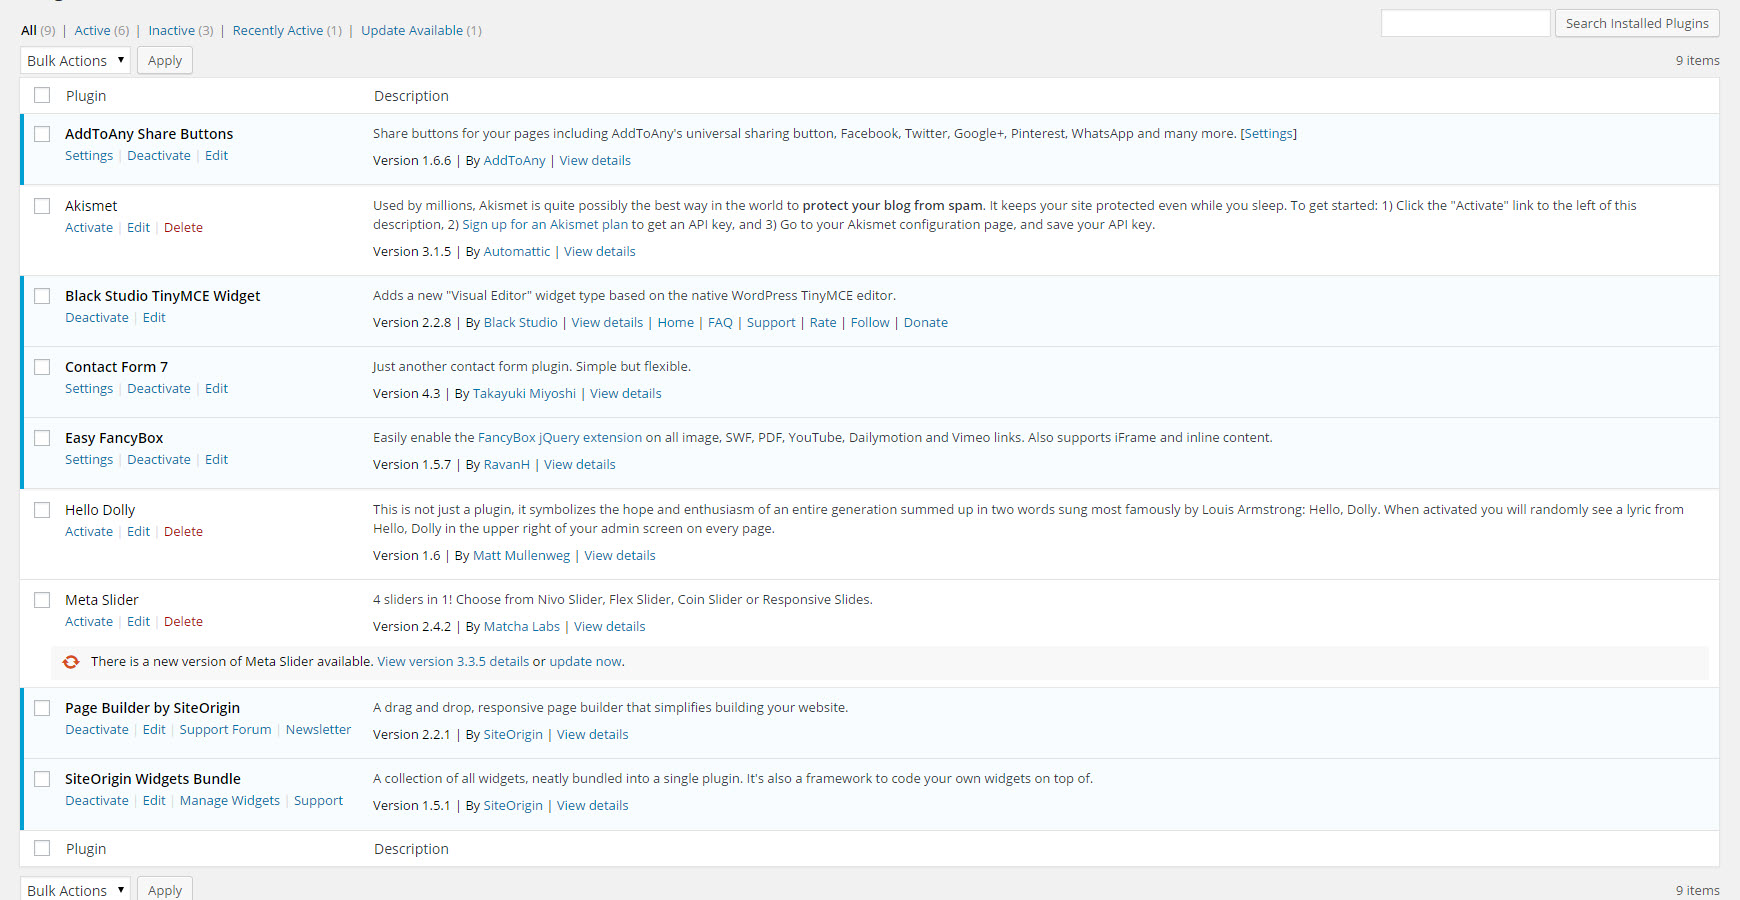 All (9) | Active (6) | Inactive (3) | Recently Active (1) | Update Available (1)
Search Installed Plugins
Bulk Actions
Apply
9 items
Plugin
Description
AddToAny Share Buttons
Settings | Deactivate | Edit
Share buttons for your pages including AddToAny's universal sharing button, Facebook, Twitter, Google+, Pinterest, WhatsApp and many more. [Settings]
Version 1.6.6 | By AddToAny | View details
Akismet
Activate | Edit | Delete
Used by millions, Akismet is quite possibly the best way in the world to protect your blog from spam. It keeps your site protected even while you sleep. To get started: 1) Click the "Activate" link to the left of this
description, 2) Sign up for an Akismet plan to get an API key, and 3) Go to your Akismet configuration page, and save your API key.
Version 3.1.5 | By Automattic | View details
Black Studio TinyMCE Widget
Deactivate | Edit
Adds a new "Visual Editor" widget type based on the native WordPress TinyMCE editor.
Version 2.2.8 | By Black Studio | View details | Home | FAQ | Support | Rate | Follow | Donate
Contact Form 7
Settings | Deactivate | Edit
Just another contact form plugin. Simple but flexible.
Version 4.3 | By Takayuki Miyoshi | View details
Easy FancyBox
Settings | Deactivate | Edit
Easily enable the FancyBox jQuery extension on all image, SWF, PDF, YouTube, Dailymotion and Vimeo links. Also supports iFrame and inline content.
Version 1.5.7 | By RavanH | View details
Hello Dolly
Activate | Edit | Delete
This is not just a plugin, it symbolizes the hope and enthusiasm of an entire generation summed up in two words sung most famously by Louis Armstrong: Hello, Dolly. When activated you will randomly see a lyric from
Hello, Dolly in the upper right of your admin screen on every page.
Version 1.6 | By Matt Mullenweg | View details
Meta Slider
Activate | Edit | Delete
4 sliders in 1! Choose from Nivo Slider, Flex Slider, Coin Slider or Responsive Slides.
Version 2.4.2 | By Matcha Labs | View details
There is a new version of Meta Slider available. View version 3.3.5 details or update now.
Page Builder by SiteOrigin
Deactivate | Edit | Support Forum | Newsletter
A drag and drop, responsive page builder that simplifies building your website.
Version 2.2.1 | By SiteOrigin | View details
SiteOrigin Widgets Bundle
Deactivate | Edit | Manage Widgets | Support
A collection of all widgets, neatly bundled into a single plugin. It's also a framework to code your own widgets on top of.
Version 1.5.1 | By SiteOrigin | View details
Plugin
Description
Bulk Actions
Apply
9 items